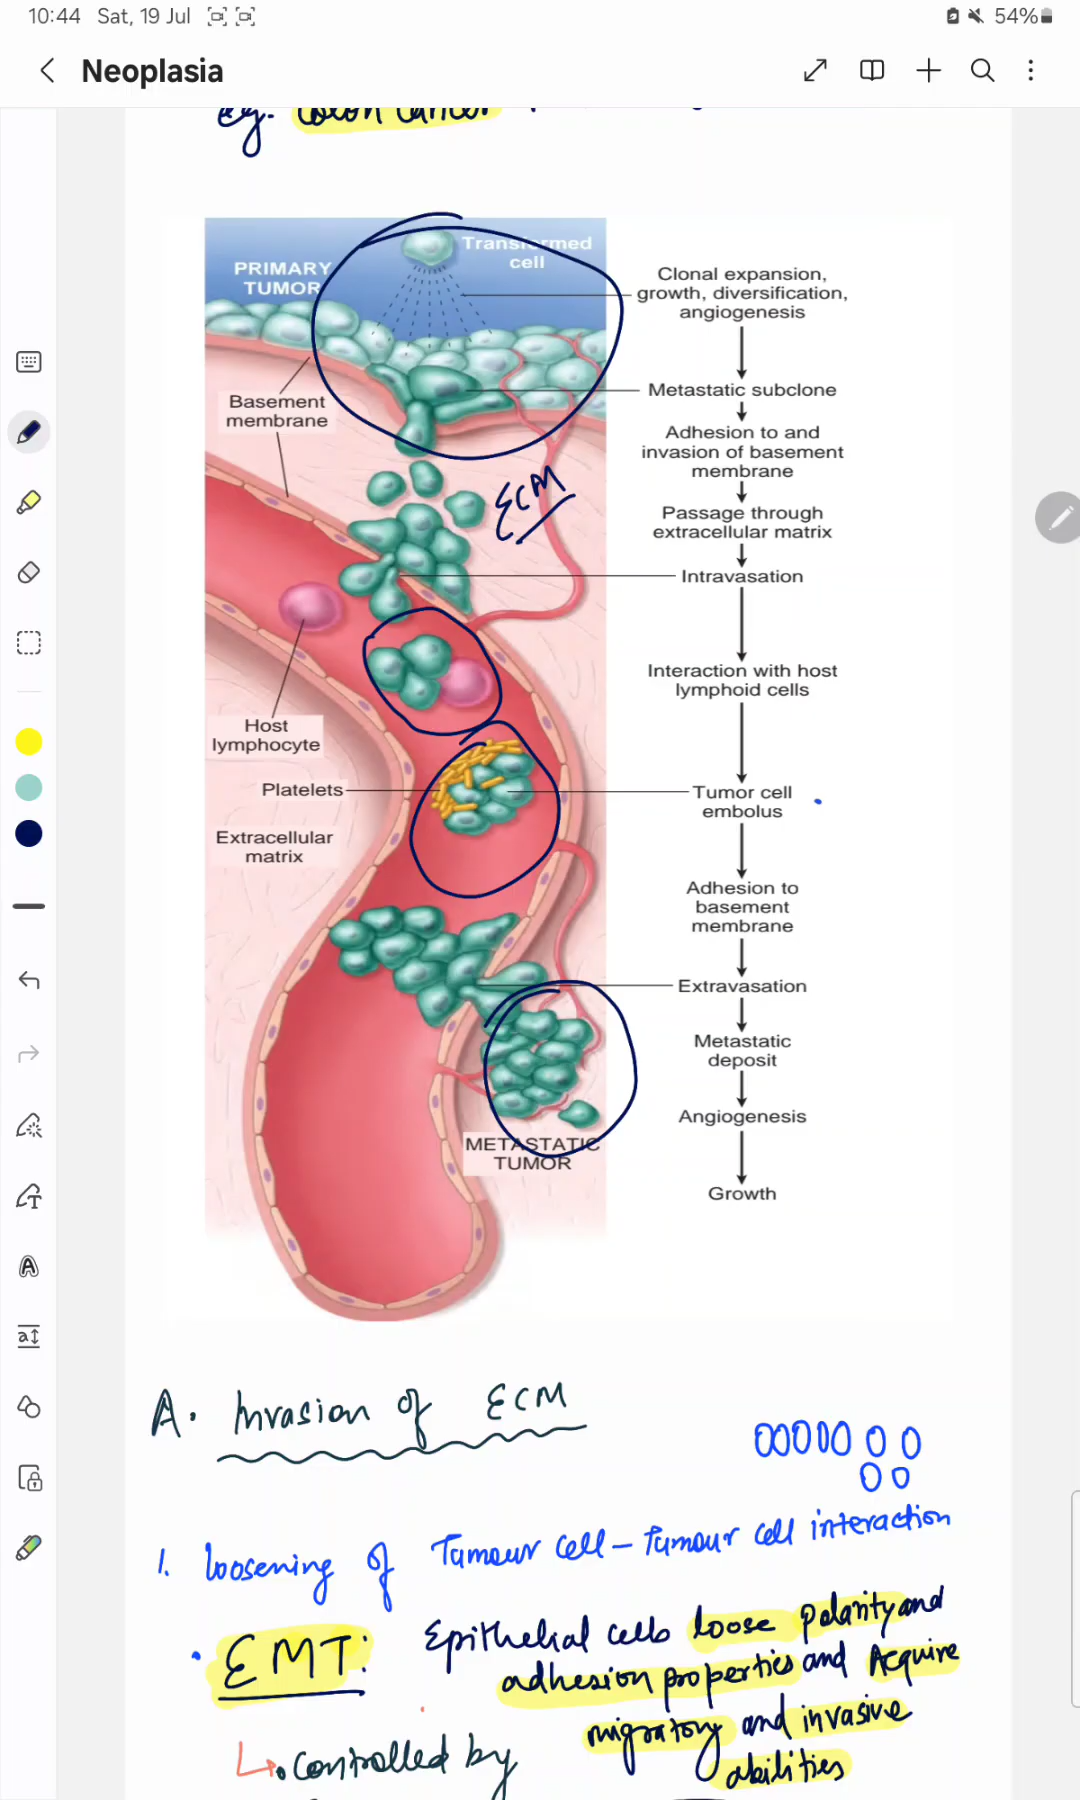 10:44 Sat, 19 Jul
54%
Neoplasia
Eg. Colon Cancer
PRIMARY
TUMOR
Transformed
cell
Clonal expansion,
growth, diversification,
angiogenesis
Metastatic subclone
Basement
membrane
Adhesion to and
invasion of basement
membrane
ECM
Passage through
extracellular matrix
Intravasation
Interaction with host
lymphoid cells
Host
lymphocyte
Platelets
Tumor cell
embolus
Extracellular
matrix
Adhesion to
basement
membrane
Extravasation
Metastatic
deposit
Angiogenesis
METASTATIC
TUMOR
Growth
A. Invasion of ECM
1. loosening of Tumour cell – Tumour cell interaction
• EMT: Epithelial cells loose polarity and
adhesion properties and Acquire
migratory and invasive
abilities
• Controlled by